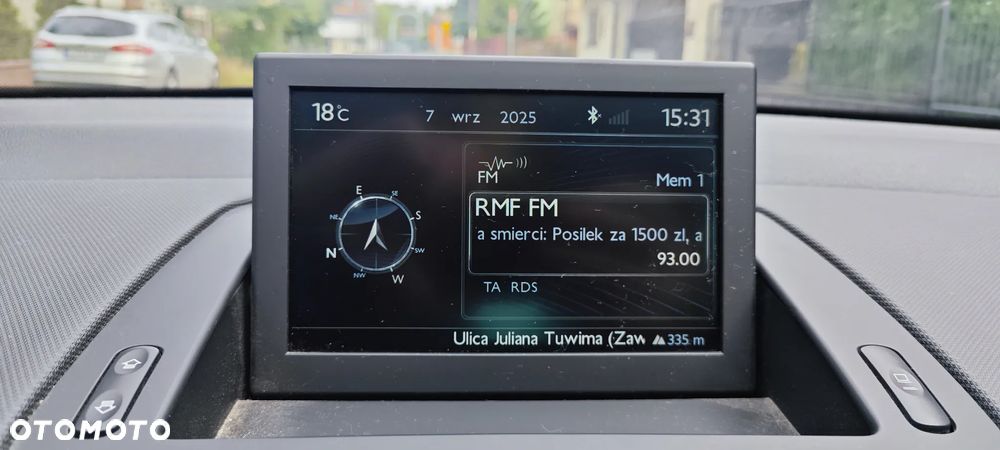 18°C 7 wrz 2025 15:31
FM Mem 1
RMF FM
a smierci: Posilek za 1500 zl, a
93.00
TA RDS
E SE S SW W NW N NE
Ulica Juliana Tuwima (Zaw 335 m
OTOMOTO